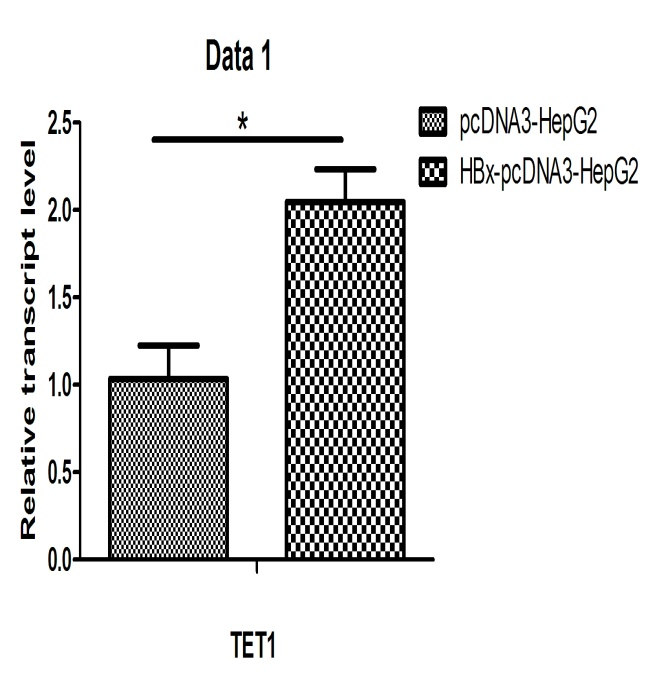 Data 1
*
pcDNA3-HepG2
HBx-pcDNA3-HepG2
Relative transcript level
2.5
2.0
1.5
1.0
0.5
0.0
TET1